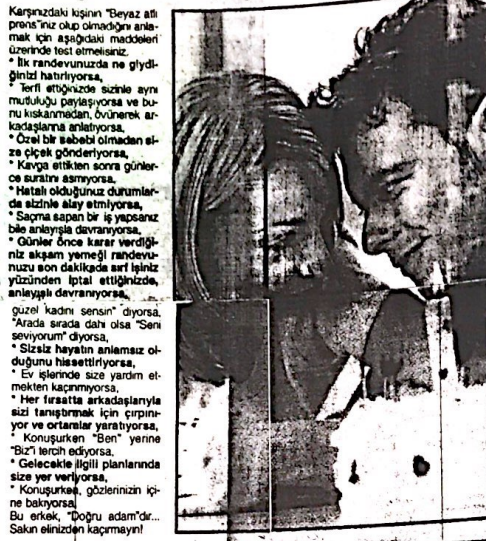 Karşınızdaki kişinin "Beyaz atlı
prens"iniz olup olmadığını anla-
mak için aşağıdaki maddeleri
üzerinde test etmelisiniz.
* İlk randevunuzda ne giydi-
ğinizi hatırlıyorsa,
* Terfi ettiğinizde sizinle aynı
mutluluğu paylaşıyorsa ve bu-
nu kıskanmadan, övünerek ar-
kadaşlarına anlatıyorsa,
* Özel bir sebebi olmadan si-
ze çiçek gönderiyorsa,
* Kavga ettikten sonra günler-
ce suratını asmıyorsa,
* Hatalı olduğunuz durumlar-
da sizinle alay etmiyorsa,
* Saçma sapan bir iş yapsanız
bile anlayışla davranıyorsa,
* Günler önce karar verdiği-
niz akşam yemeği randevu-
nuzu son dakikada sırf işiniz
yüzünden iptal ettiğinizde,
anlayışlı davranıyorsa,
güzel kadını sensin" diyorsa,
"Arada sırada dahi olsa "Seni
seviyorum" diyorsa,
* Sizsiz hayatın anlamsız ol-
duğunu hissettiriyorsa,
* Ev işlerinde size yardım et-
mekten kaçınmıyorsa,
* Her fırsatta arkadaşlarıyla
sizi tanıştırmak için çırpını-
yor ve ortamlar yaratıyorsa,
* Konuşurken "Ben" yerine
"Biz"i tercih ediyorsa,
* Gelecekle ilgili planlarında
size yer veriyorsa,
* Konuşurken, gözlerinizin içi-
ne bakıyorsa,
Bu erkek, "Doğru adam"dır...
Sakın elinizden kaçırmayın!